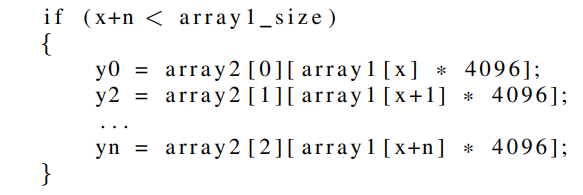 if (x+n < array1_size)
{
y0 = array2[0][array1[x] * 4096];
y2 = array2[1][array1[x+1] * 4096];
...
yn = array2[2][array1[x+n] * 4096];
}